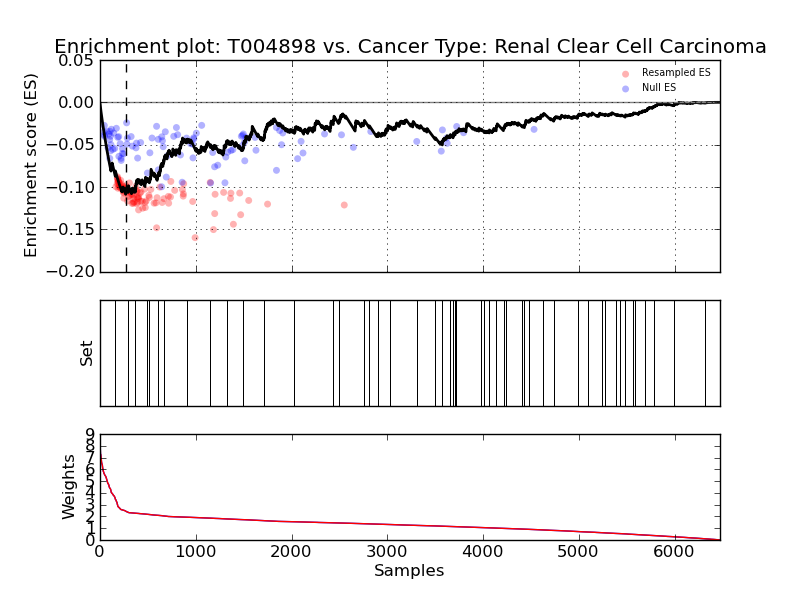 Enrichment plot: T004898 vs. Cancer Type: Renal Clear Cell Carcinoma
0.05
0.00
−0.05
−0.10
−0.15
−0.20
Enrichment score (ES)
Resampled ES
Null ES
Set
9
8
7
6
5
4
3
2
1
0
Weights
0 1000 2000 3000 4000 5000 6000
Samples